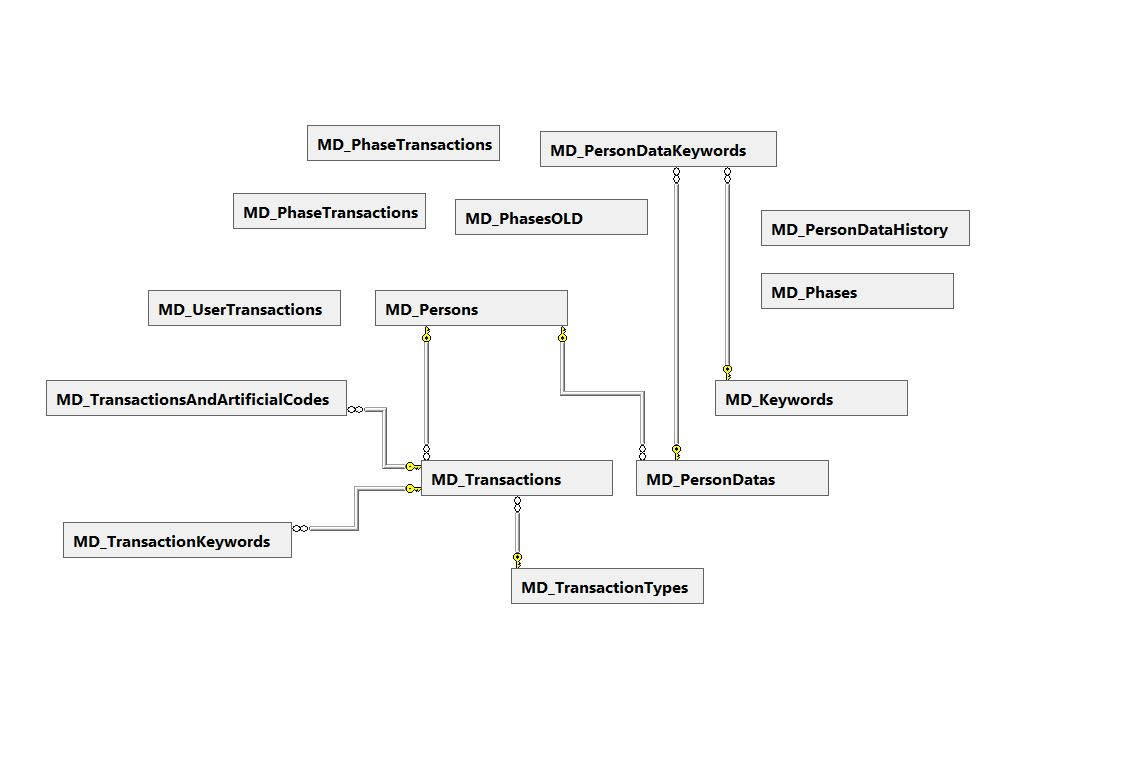 MD_PhaseTransactions
MD_PersonDataKeywords
MD_PhaseTransactions
MD_PhasesOLD
MD_PersonDataHistory
MD_Phases
MD_UserTransactions
MD_Persons
MD_TransactionsAndArtificialCodes
MD_Keywords
MD_Transactions
MD_PersonDatas
MD_TransactionKeywords
MD_TransactionTypes